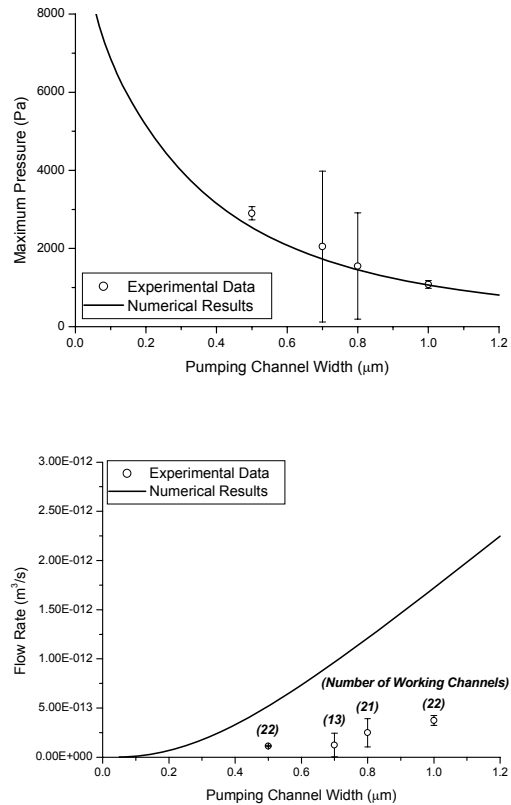 8000
6000
4000
2000
0
Maximum Pressure (Pa)
Experimental Data
Numerical Results
0.0 0.2 0.4 0.6 0.8 1.0 1.2
Pumping Channel Width (μm)
3.00E-012
2.50E-012
2.00E-012
1.50E-012
1.00E-012
5.00E-013
0.00E+000
Flow Rate (m³/s)
Experimental Data
Numerical Results
(Number of Working Channels)
(22) (13) (21) (22)
0.0 0.2 0.4 0.6 0.8 1.0 1.2
Pumping Channel Width (μm)